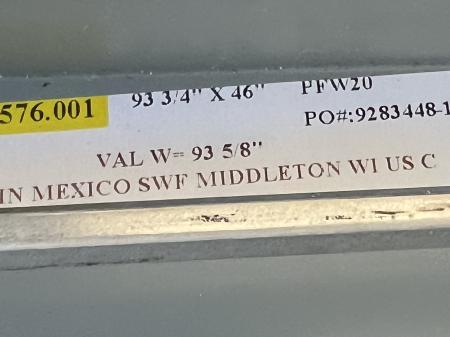 576.001 93 3/4" X 46" PFW20
PO#:9283448-1
VAL W= 93 5/8"
IN MEXICO SWF MIDDLETON WI US C